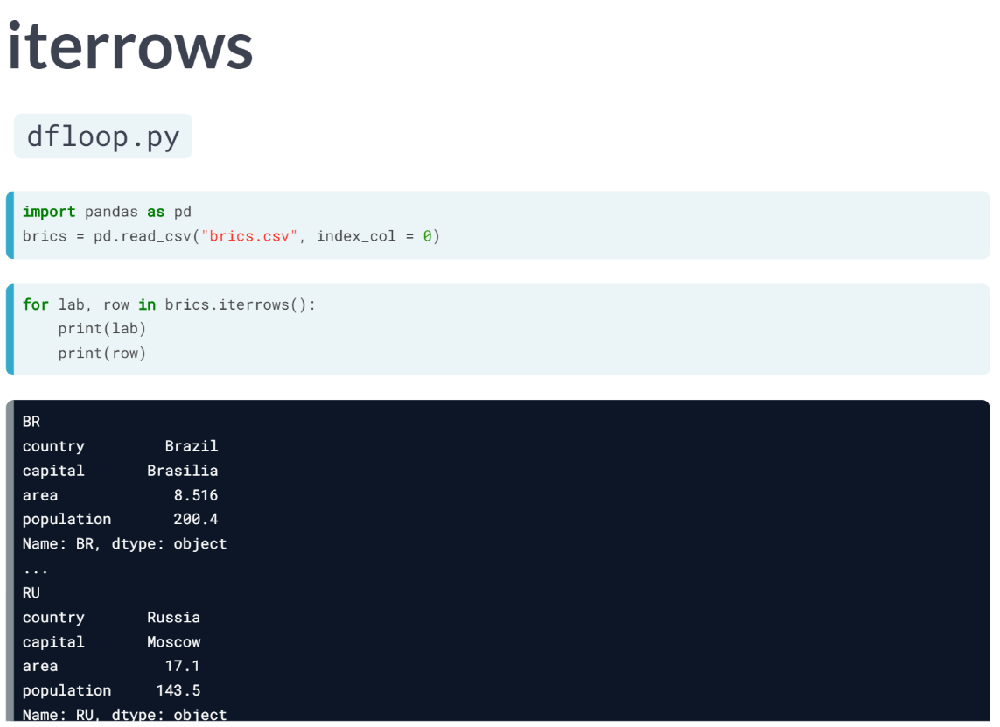 iterrows
dfloop.py
import pandas as pd
brics = pd.read_csv("brics.csv", index_col = 0)
for lab, row in brics.iterrows():
    print(lab)
    print(row)
BR
country         Brazil
capital       Brasilia
area             8.516
population       200.4
Name: BR, dtype: object
...
RU
country       Russia
capital       Moscow
area            17.1
population     143.5
Name: RU, dtype: object